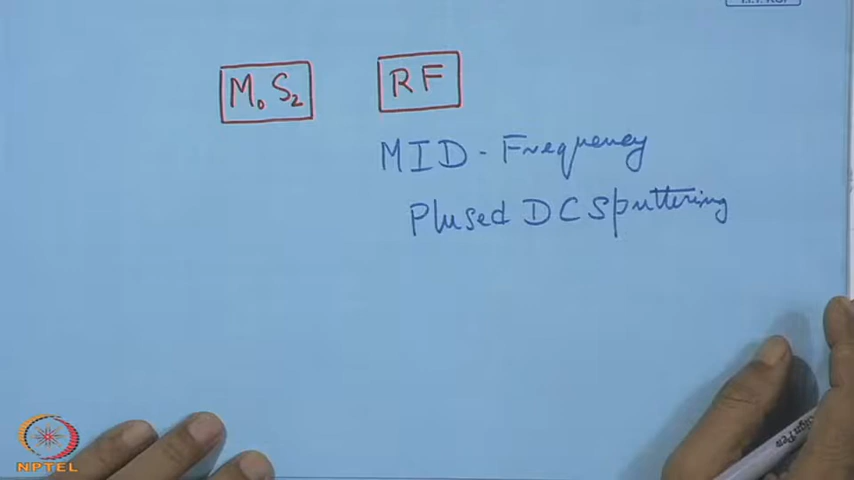 MoS2 RF
MID-Frequency
Plused DC Sputtering
NPTEL